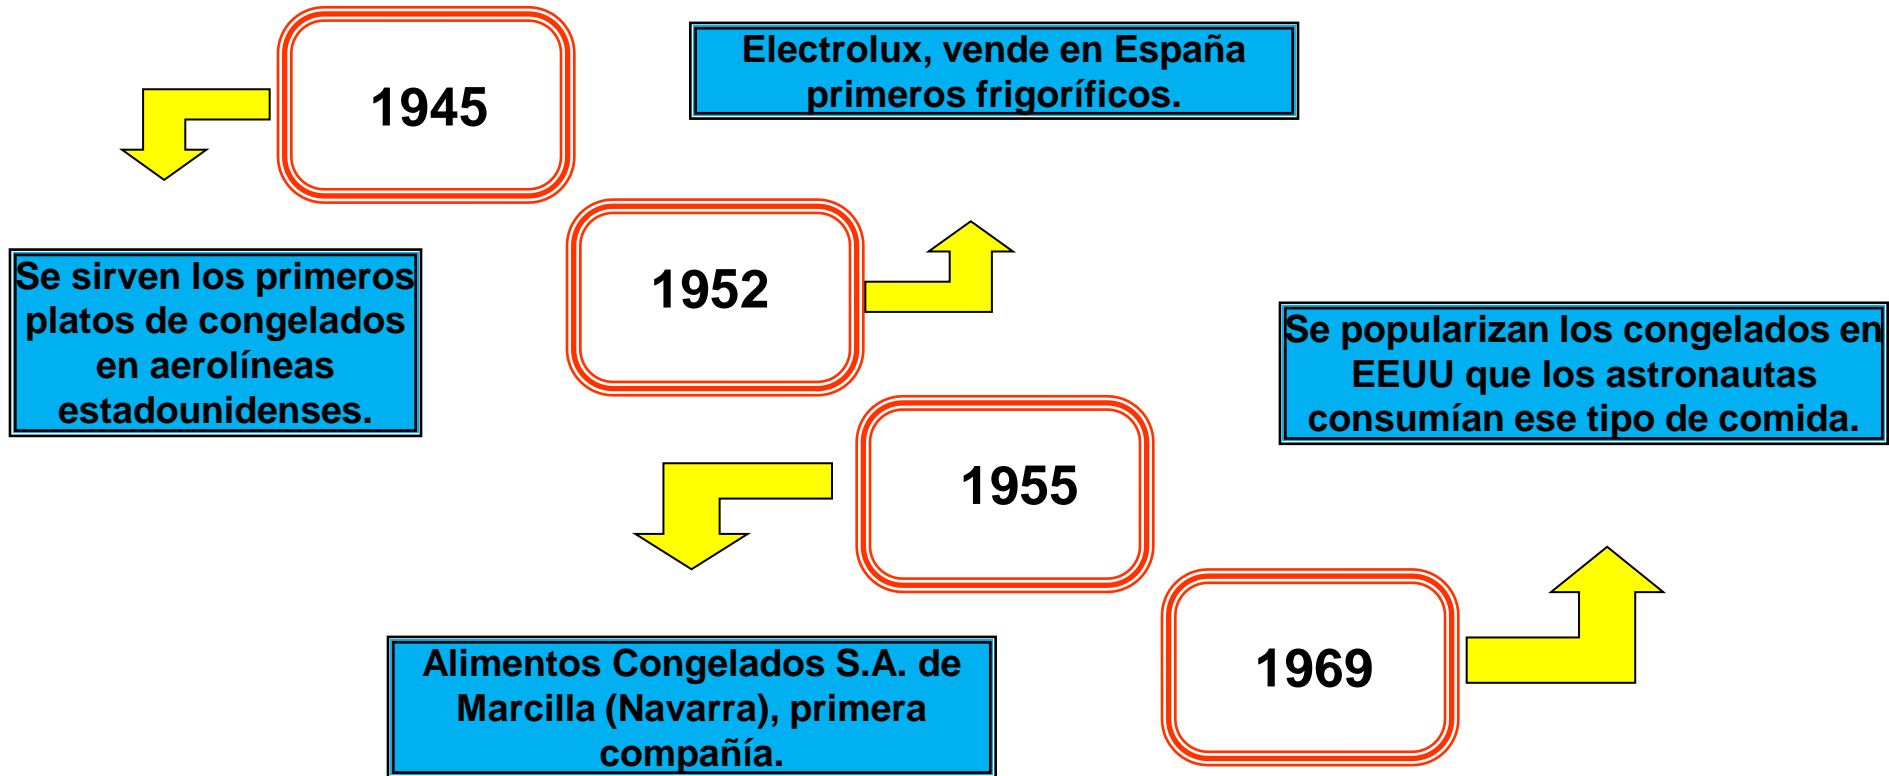 1945
Se sirven los primeros
platos de congelados
en aerolíneas
estadounidenses.
Electrolux, vende en España
primeros frigoríficos.
1952
1955
Alimentos Congelados S.A. de
Marcilla (Navarra), primera
compañía.
Se popularizan los congelados en
EEUU que los astronautas
consumían ese tipo de comida.
1969